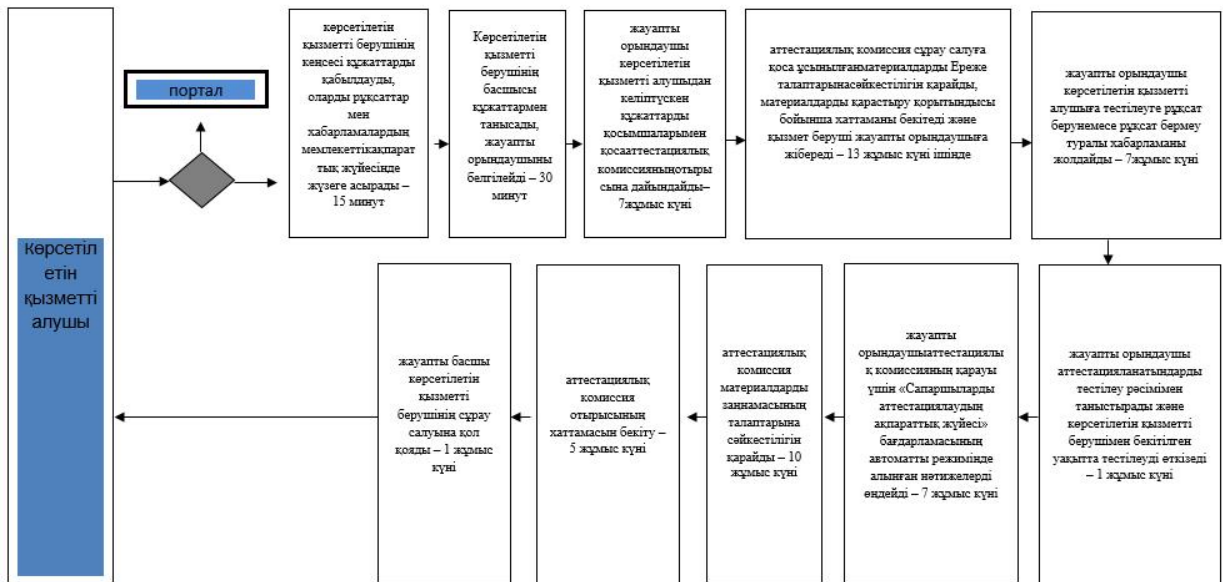 көрсетілетін
қызметті берушінің
кеңсесі құжаттарды
қабылдауды,
оларды рұқсаттар
мен
хабарламалардың
мемлекеттікақпарат
тық жүйесінде
жүзеге асырады –
15 минут
Көрсетілетін
қызметті
берушінің
басшысы
құжаттармен
танысады,
жауапты
орындаушыны
белгілейді – 30
минут
жауапты
орындаушы
көрсетілетін
қызметті алушыдан
келіптүскен
құжаттарды
қосымшаларымен
қосааттестациялық
комиссияныңотыры
сына дайындайды–
7жұмыс күні
аттестациялық комиссия сұрау салуға
қоса ұсынылғанматериалдарды Ереже
талаптарынасәйкестілігін қарайды,
материалдарды қарастыру қорытындысы
бойынша хаттаманы бекітеді және
қызмет беруші жауапты орындаушыға
жібереді – 13 жұмыс күні ішінде
жауапты орындаушы
көрсетілетін қызметті
алушыға тестілеуге рұқсат
берунемесе рұқсат бермеу
туралы хабарламаны
жолдайды – 7жұмыс күні
портал
Көрсетіл
етін
қызметті
алушы
жауапты басшы
көрсетілетін
қызметті
берушінің сұрау
салуына қол
қояды – 1 жұмыс
күні
аттестациялық
комиссия
отырысының
хаттамасын бекіту –
5 жұмыс күні
аттестациялық
комиссия
материалдарды
заңнамасының
талаптарына
сәйкестілігін
қарайды – 10
жұмыс күні
жауапты
орындаушыаттестациялы
қ комиссияның қарауы
үшін «Сапаршыларды
аттестациялаудың
ақпараттық жүйесі»
бағдарламасының
автоматты режимінде
алынған нәтижелерді
өңдейді – 7 жұмыс күні
жауапты орындаушы
аттестацияланатындарды
тестілеу рәсімімен
таныстырады және
көрсетілетін қызметті
берушімен бекітілген
уақытта тестілеуді өткізеді
– 1 жұмыс күні